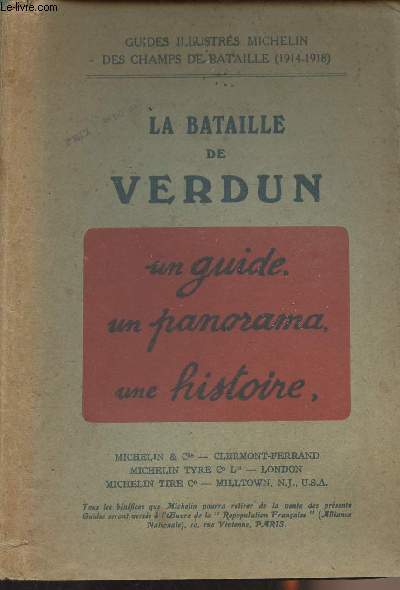 © Le-livre.com
GUIDES ILLUSTRÉS MICHELIN
DES CHAMPS DE BATAILLE (1914-1918)
LA BATAILLE
DE
VERDUN
un guide.
un panorama.
une histoire.
MICHELIN & Cie — CLERMONT-FERRAND
MICHELIN TYRE Co Ld — LONDON
MICHELIN TIRE Co — MILLTOWN, N.J., U.S.A.
Tous les bénéfices que Michelin pourra retirer de la vente des présents
Guides seront versés à l'Œuvre de la "Repopulation Française" (Alliance
Nationale), 10, rue Vivienne, PARIS.